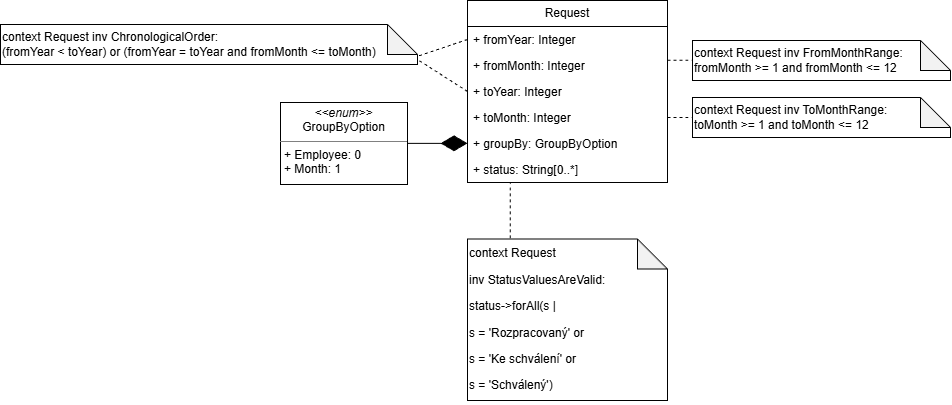 Request
context Request inv ChronologicalOrder:
(fromYear < toYear) or (fromYear = toYear and fromMonth <= toMonth)
+ fromYear: Integer
+ fromMonth: Integer
+ toYear: Integer
+ toMonth: Integer
+ groupBy: GroupByOption
+ status: String[0..*]
context Request inv FromMonthRange:
fromMonth >= 1 and fromMonth <= 12
context Request inv ToMonthRange:
toMonth >= 1 and toMonth <= 12
<<enum>>
GroupByOption
+ Employee: 0
+ Month: 1
context Request
inv StatusValuesAreValid:
status->forAll(s |
s = 'Rozpracovaný' or
s = 'Ke schválení' or
s = 'Schválený')